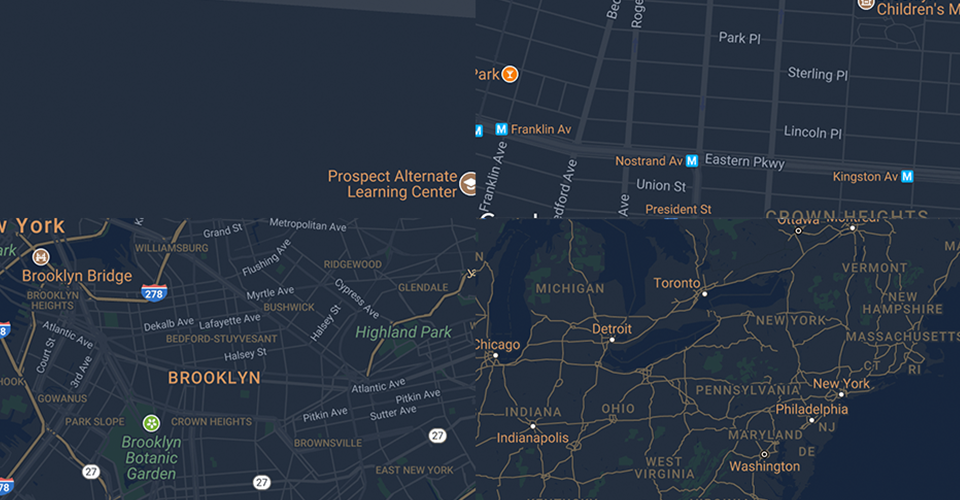 Prospect Alternate
Learning Center
Children's M
Park Pl
Park
Sterling Pl
Franklin Av
Lincoln Pl
Nostrand Av
Eastern Pkwy
Kingston Av
Franklin Ave
Union St
Ave
President St
CROWN HEIGHTS
w York
Grand St
Metropolitan Ave
WILLIAMSBURG
Flushing Ave
RIDGEWOOD
Brooklyn Bridge
278
Myrtle Ave
Cypress Ave
GLENDALE
BROOKLYN
HEIGHTS
BUSHWICK
Dekalb Ave
Lafayette Ave
Halsey St
Highland Park
Atlantic Ave
BEDFORD-STUYVESANT
Court St
3rd Ave
Halsey St
BROOKLYN
Atlantic Ave
GOWANUS
Pitkin Ave
Pitkin Ave
Sutter Ave
PARK SLOPE
CROWN HEIGHTS
Brooklyn
Botanic
Garden
BROWNSVILLE
27
27
27
EAST NEW YORK
Ottawa
Montreal
MICHIGAN
Toronto
VERMONT
NEW
HAMPSHIRE
Detroit
NEW YORK
MASSACHUSETTS
Chicago
CT
RI
PENNSYLVANIA
New York
INDIANA
OHIO
Philadelphia
NJ
Indianapolis
MARYLAND
DE
WEST
VIRGINIA
Washington